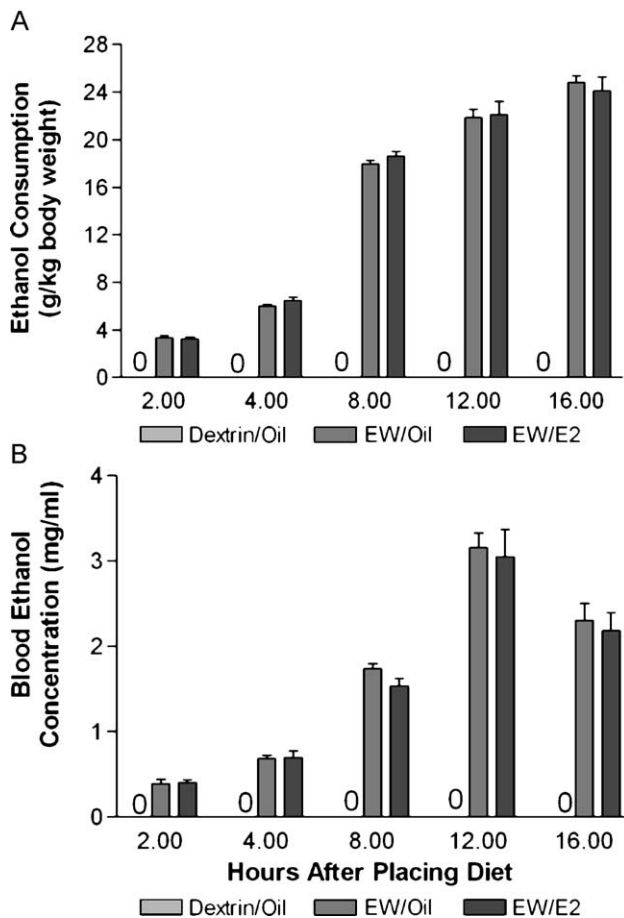 A
Ethanol Consumption
(g/kg body weight)
28
24
20
16
12
8
4
0
0 0 0 0 0
2.00 4.00 8.00 12.00 16.00
Dextrin/Oil EW/Oil EW/E2
B
Blood Ethanol
Concentration (mg/ml)
4
3
2
1
0
0 0 0 0 0
2.00 4.00 8.00 12.00 16.00
Hours After Placing Diet
Dextrin/Oil EW/Oil EW/E2